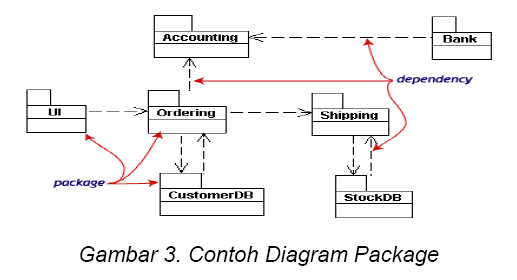 Accounting
Bank
dependency
UI
Ordering
Shipping
package
CustomerDB
StockDB
Gambar 3. Contoh Diagram Package